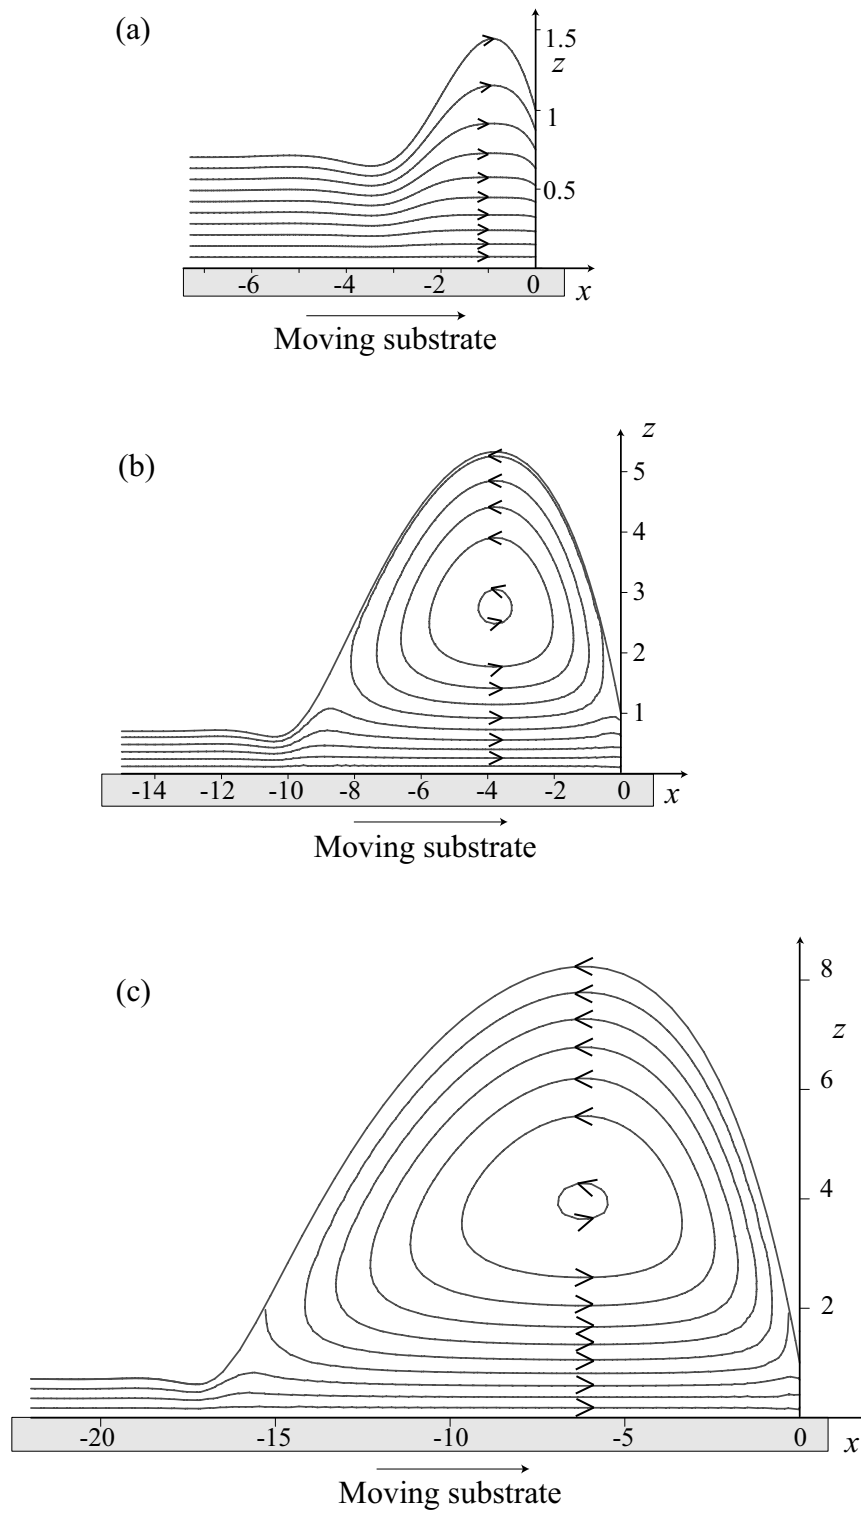 (a)
1.5
z
1
0.5
-6 -4 -2 0 x
Moving substrate
(b)
z
5
4
3
2
1
-14 -12 -10 -8 -6 -4 -2 0 x
Moving substrate
(c)
8
z
6
4
2
-20 -15 -10 -5 0 x
Moving substrate